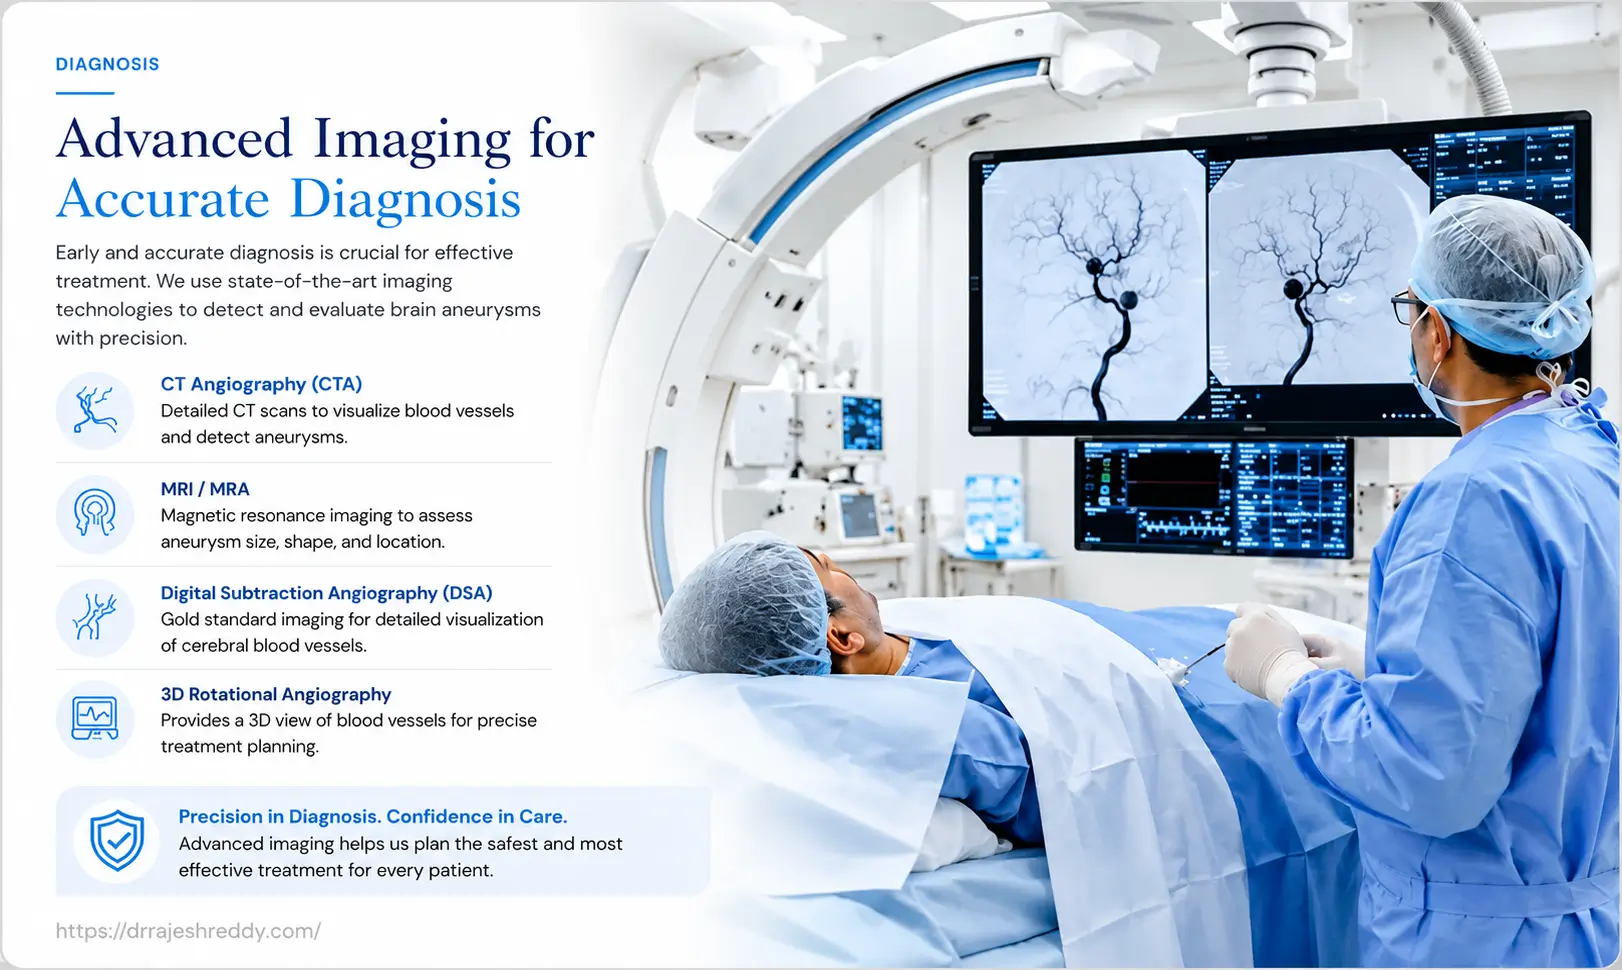 DIAGNOSIS
Advanced Imaging for
Accurate Diagnosis
Early and accurate diagnosis is crucial for effective
treatment. We use state-of-the-art imaging
technologies to detect and evaluate brain aneurysms
with precision.
CT Angiography (CTA)
Detailed CT scans to visualize blood vessels
and detect aneurysms.
MRI / MRA
Magnetic resonance imaging to assess
aneurysm size, shape, and location.
Digital Subtraction Angiography (DSA)
Gold standard imaging for detailed visualization
of cerebral blood vessels.
3D Rotational Angiography
Provides a 3D view of blood vessels for precise
treatment planning.
Precision in Diagnosis. Confidence in Care.
Advanced imaging helps us plan the safest and most
effective treatment for every patient.
https://drrajeshreddy.com/